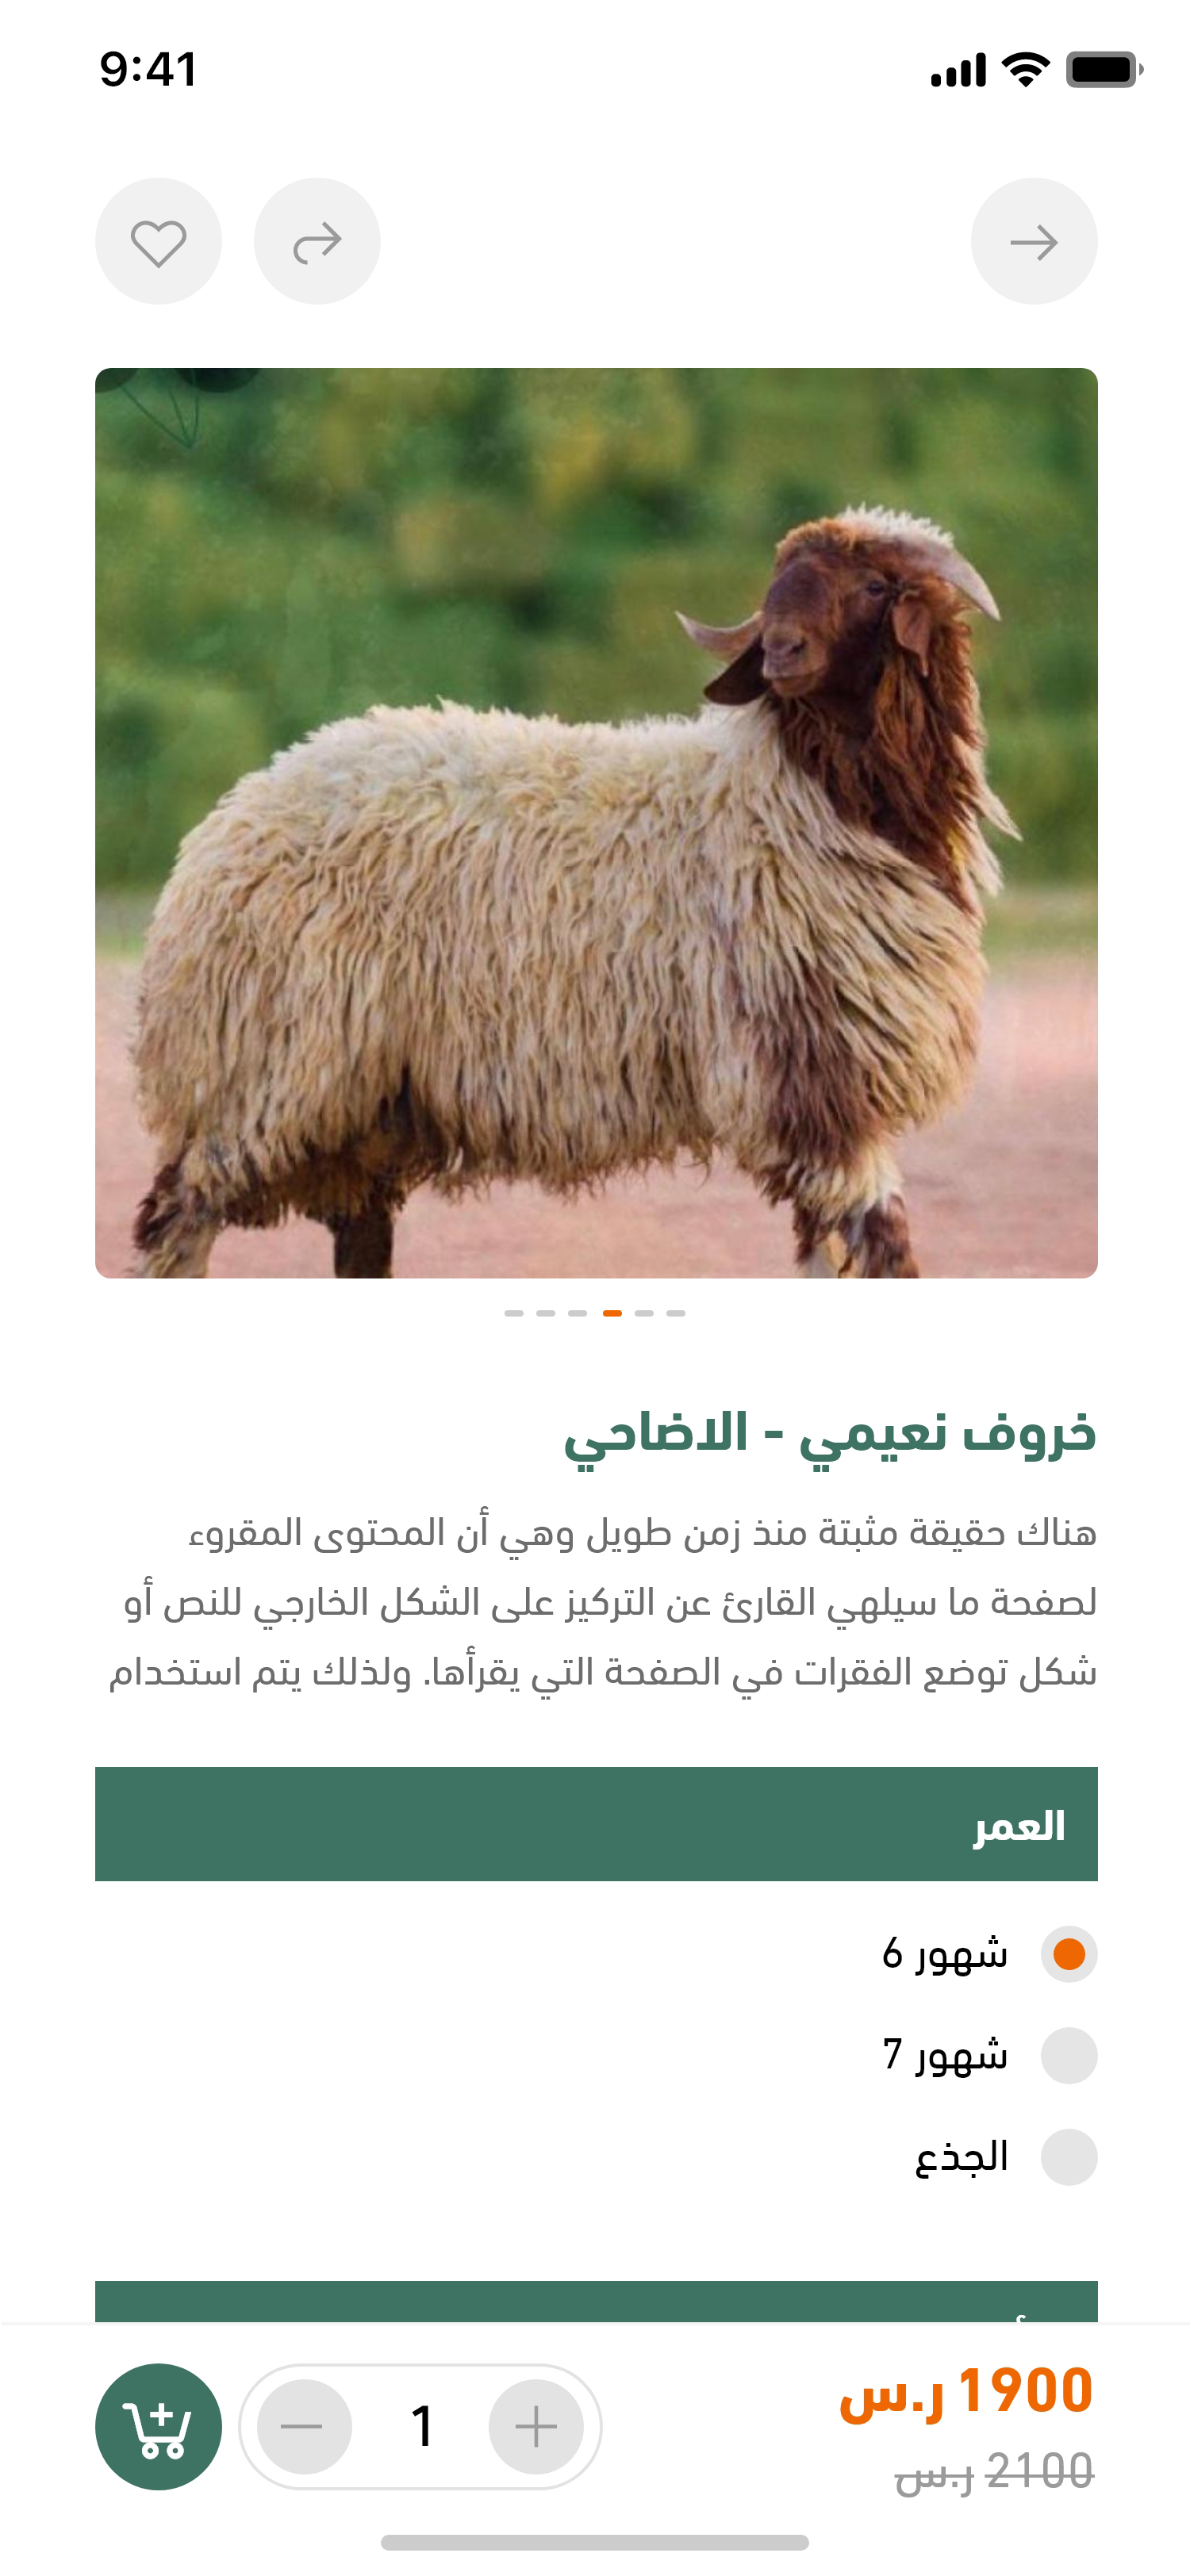 9:41
خروف نعيمي - الاضاحي
هناك حقيقة مثبتة منذ زمن طويل وهي أن المحتوى المقروء
لصفحة ما سيلهي القارئ عن التركيز على الشكل الخارجي للنص أو
شكل توضع الفقرات في الصفحة التي يقرأها. ولذلك يتم استخدام
العمر
شهور 6
شهور 7
الجذع
1900 ر.س
1
2100 ر.س